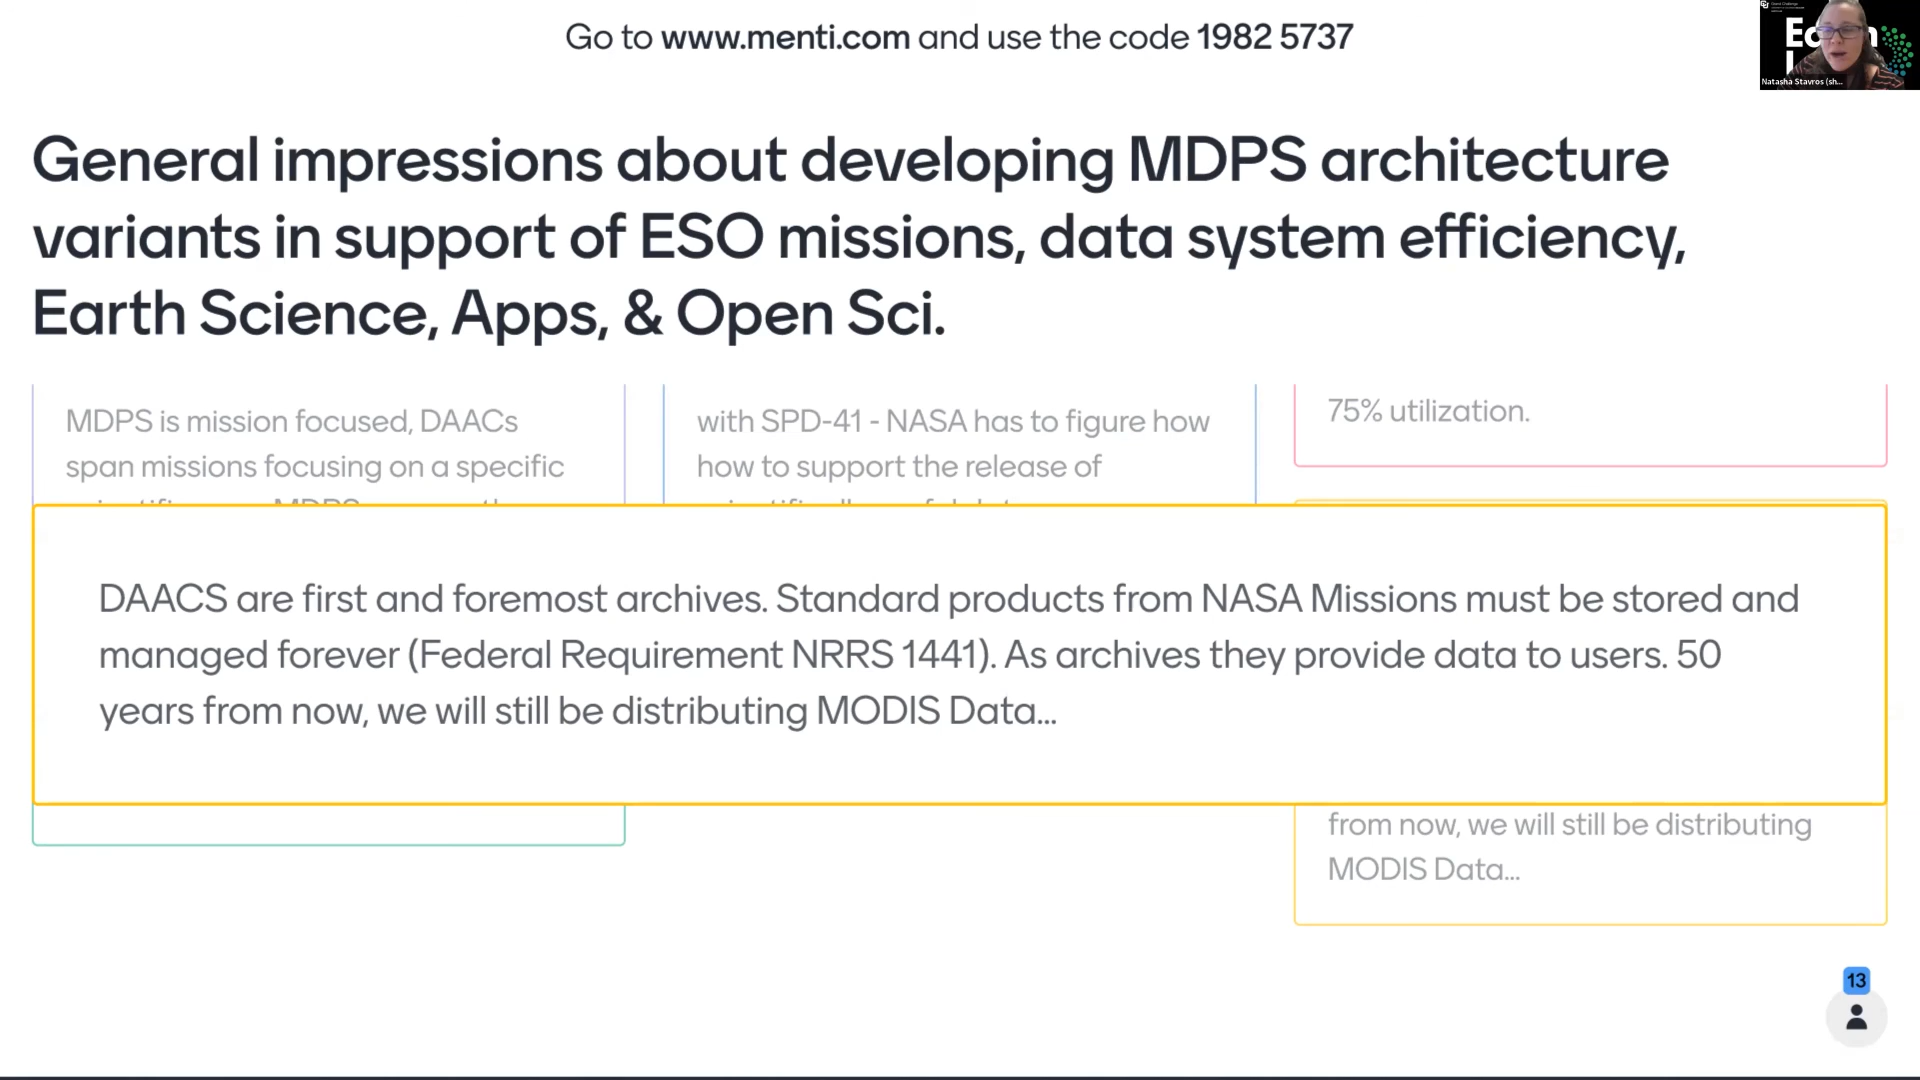 Go to www.menti.com and use the code 1982 5737
Natasha Stavros (sh...
General impressions about developing MDPS architecture
variants in support of ESO missions, data system efficiency,
Earth Science, Apps, & Open Sci.
MDPS is mission focused, DAACs
span missions focusing on a specific
with SPD-41 - NASA has to figure how
how to support the release of
75% utilization.
DAACS are first and foremost archives. Standard products from NASA Missions must be stored and
managed forever (Federal Requirement NRRS 1441). As archives they provide data to users. 50
years from now, we will still be distributing MODIS Data...
from now, we will still be distributing
MODIS Data...
13